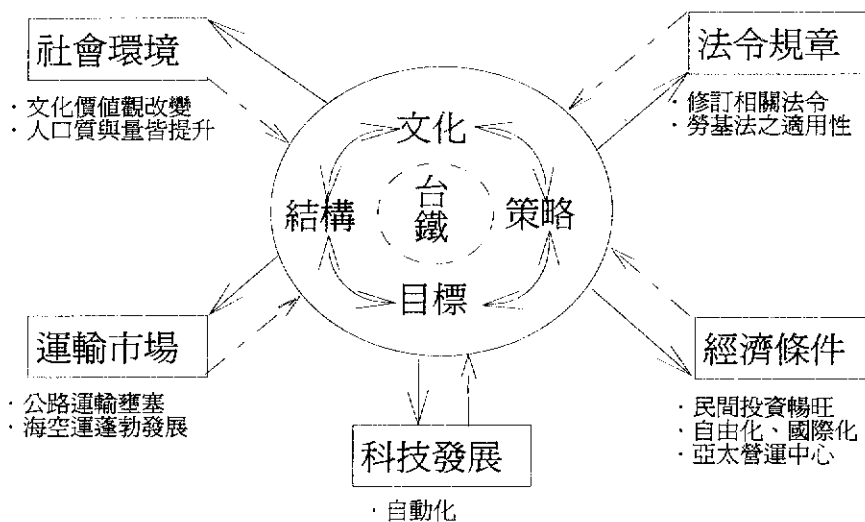 社會環境
・文化價值觀改變
・人口質與量皆提升
法令規章
・修訂相關法令
・勞基法之適用性
文化
結構
台鐵
策略
目標
運輸市場
・公路運輸壅塞
・海空運蓬勃發展
經濟條件
・民間投資暢旺
・自由化、國際化
・亞太營運中心
科技發展
・自動化